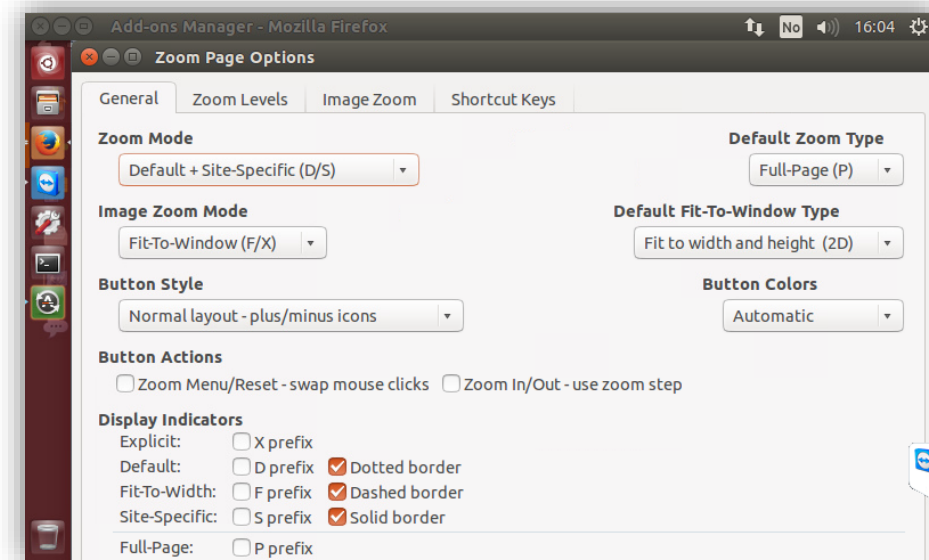 Add-ons Manager - Mozilla Firefox No 16:04
Zoom Page Options
General Zoom Levels Image Zoom Shortcut Keys
Zoom Mode Default Zoom Type
Default + Site-Specific (D/S) Full-Page (P)
Image Zoom Mode Default Fit-To-Window Type
Fit-To-Window (F/X) Fit to width and height (2D)
Button Style Button Colors
Normal layout - plus/minus icons Automatic
Button Actions
Zoom Menu/Reset - swap mouse clicks Zoom In/Out - use zoom step
Display Indicators
Explicit: X prefix
Default: D prefix Dotted border
Fit-To-Width: F prefix Dashed border
Site-Specific: S prefix Solid border
Full-Page: P prefix